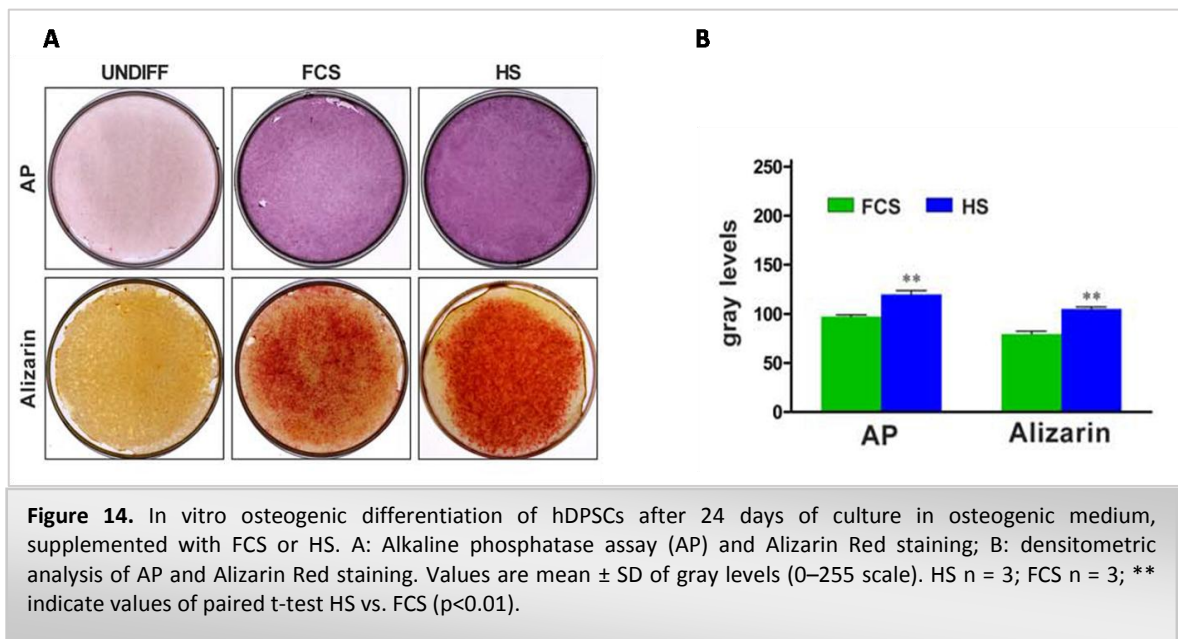 A
B
UNDIFF FCS HS
AP
Alizarin
250
200
150
100
50
0
gray levels
FCS HS
**
**
AP Alizarin
Figure 14. In vitro osteogenic differentiation of hDPSCs after 24 days of culture in osteogenic medium,
supplemented with FCS or HS. A: Alkaline phosphatase assay (AP) and Alizarin Red staining; B: densitometric
analysis of AP and Alizarin Red staining. Values are mean ± SD of gray levels (0–255 scale). HS n = 3; FCS n = 3; **
indicate values of paired t-test HS vs. FCS (p<0.01).